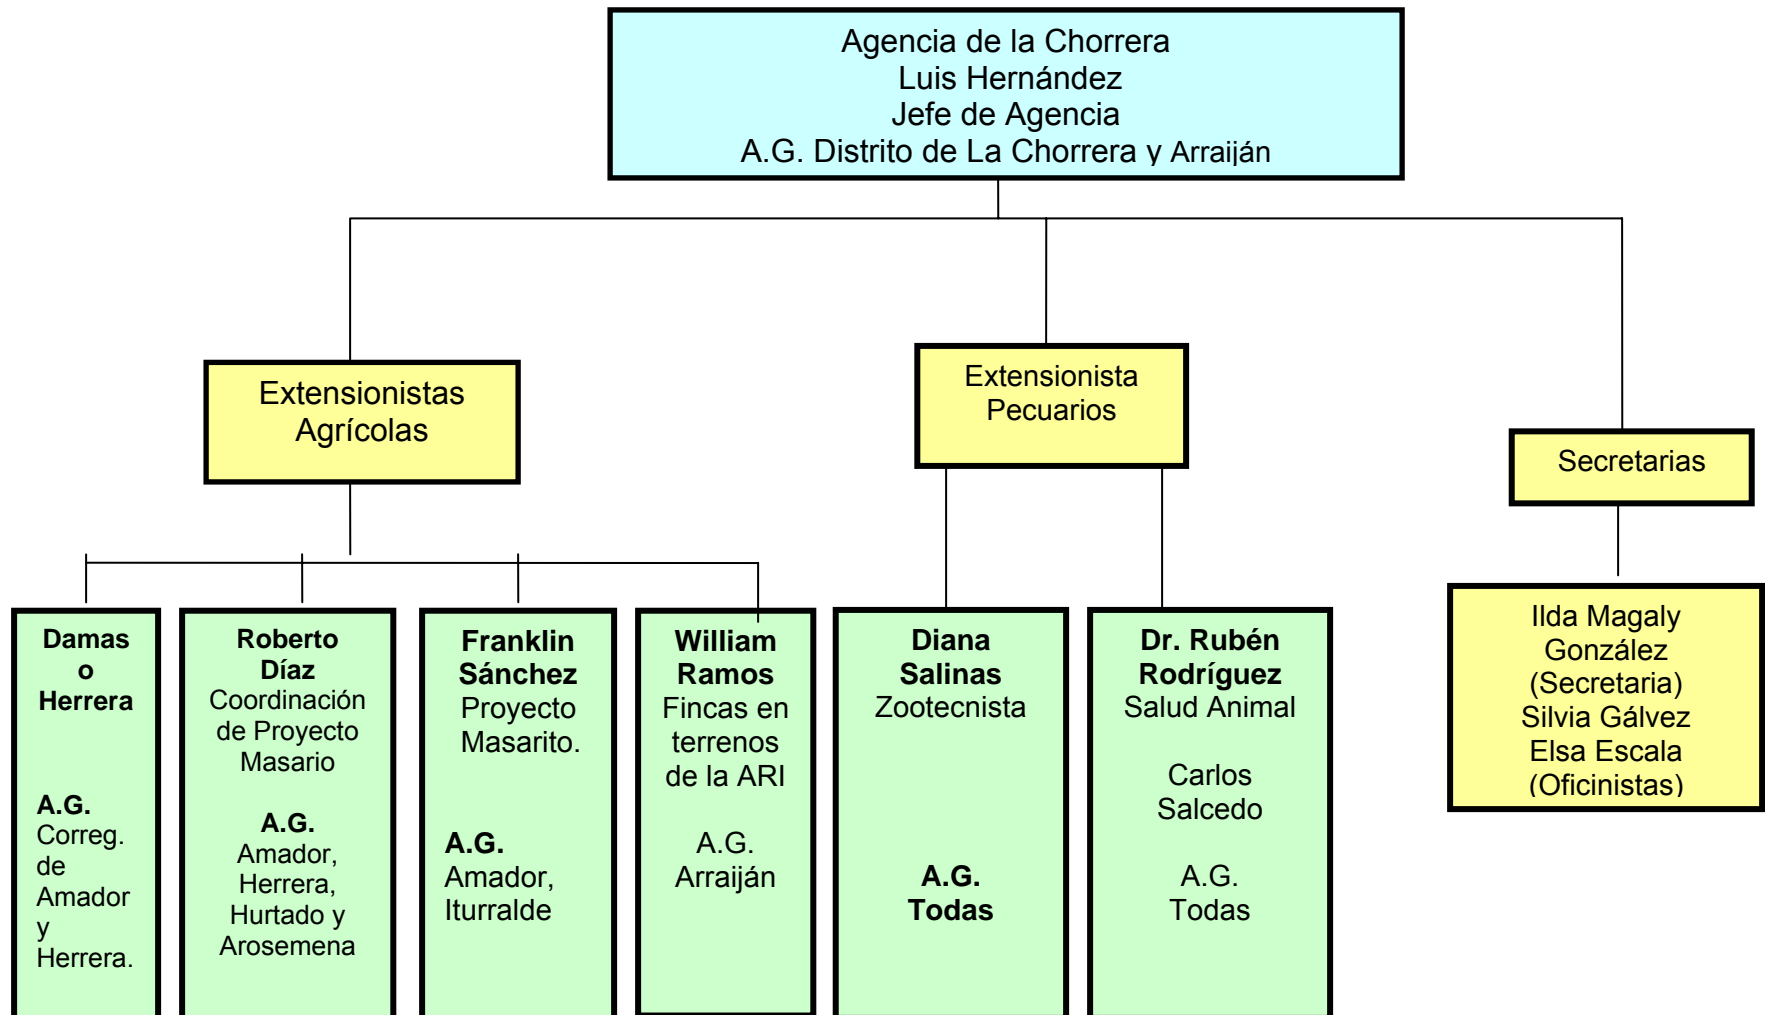 Agencia de la Chorrera
Luis Hernández
Jefe de Agencia
A.G. Distrito de La Chorrera y Arraiján
Extensionistas
Agrícolas
Extensionista
Pecuarios
Secretarias
Damas
o
Herrera
A.G.
Correg.
de
Amador
y
Herrera.
Roberto
Díaz
Coordinación
de Proyecto
Masario
A.G.
Amador,
Herrera,
Hurtado y
Arosemena
Franklin
Sánchez
Proyecto
Masarito.
A.G.
Amador,
Iturralde
William
Ramos
Fincas en
terrenos
de la ARI
A.G.
Arraiján
Diana
Salinas
Zootecnista
A.G.
Todas
Dr. Rubén
Rodríguez
Salud Animal
Carlos
Salcedo
A.G.
Todas
Ilda Magaly
González
(Secretaria)
Silvia Gálvez
Elsa Escala
(Oficinistas)